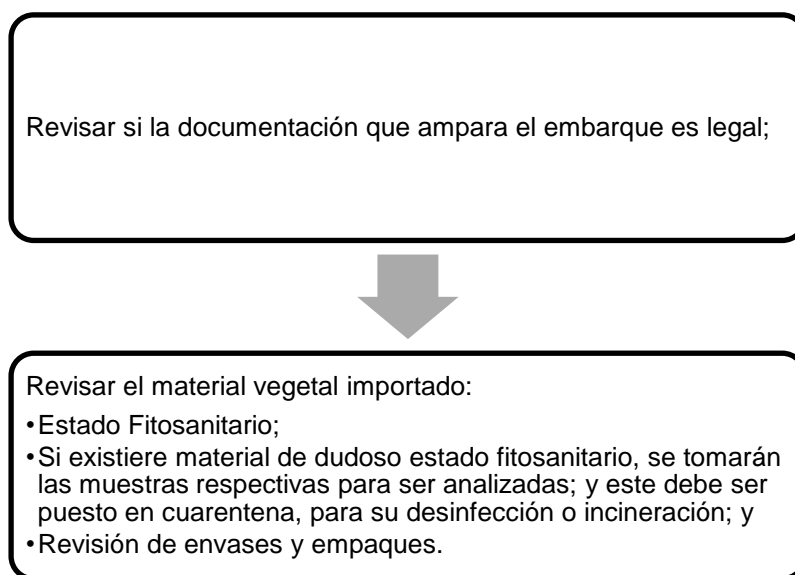 Revisar si la documentación que ampara el embarque es legal;
Revisar el material vegetal importado:
•Estado Fitosanitario;
•Si existiere material de dudoso estado fitosanitario, se tomarán
las muestras respectivas para ser analizadas; y este debe ser
puesto en cuarentena, para su desinfección o incineración; y
•Revisión de envases y empaques.